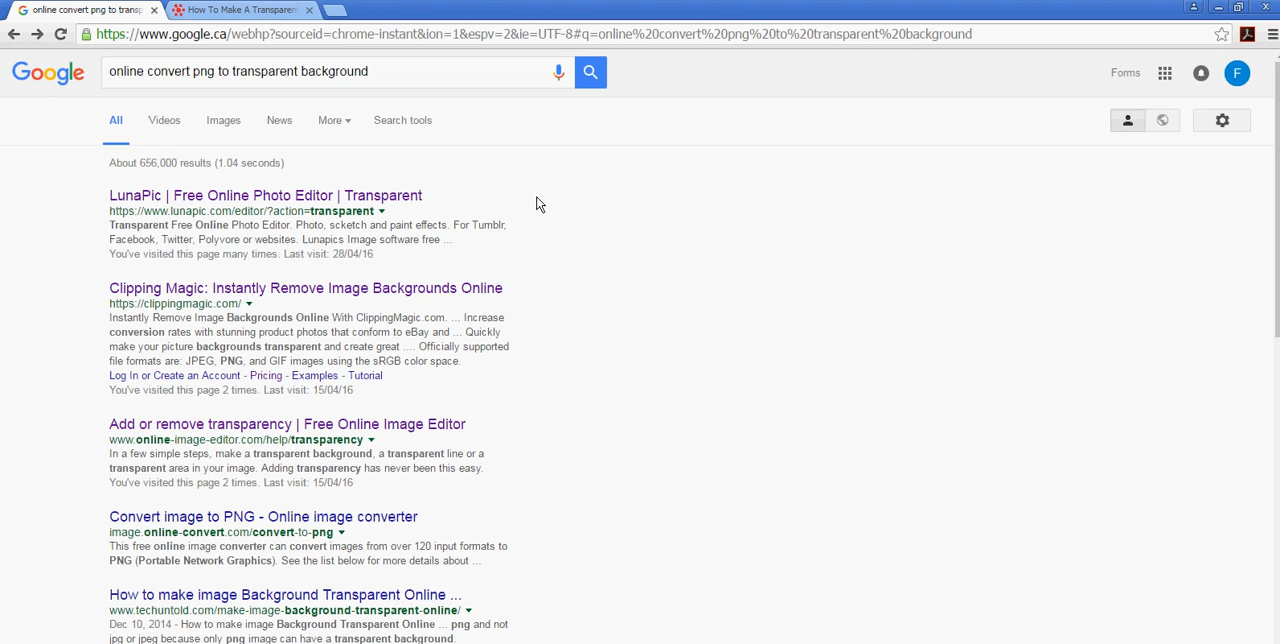 online convert png to transp
How To Make A Transparen
https://www.google.ca/webhp?sourceid=chrome-instant&ion=1&espv=2&ie=UTF-8#q=online%20convert%20png%20to%20transparent%20background
Google
online convert png to transparent background
Forms
F
All Videos Images News More Search tools
About 656,000 results (1.04 seconds)
LunaPic | Free Online Photo Editor | Transparent
https://www.lunapic.com/editor/?action=transparent
Transparent Free Online Photo Editor. Photo, scketch and paint effects. For Tumblr,
Facebook, Twitter, Polyvore or websites. Lunapics Image software free ...
You've visited this page many times. Last visit: 28/04/16
Clipping Magic: Instantly Remove Image Backgrounds Online
https://clippingmagic.com/
Instantly Remove Image Backgrounds Online With ClippingMagic.com. ... Increase
conversion rates with stunning product photos that conform to eBay and ... Quickly
make your picture backgrounds transparent and create great .... Officially supported
file formats are: JPEG, PNG, and GIF images using the sRGB color space.
Log In or Create an Account - Pricing - Examples - Tutorial
You've visited this page 2 times. Last visit: 15/04/16
Add or remove transparency | Free Online Image Editor
www.online-image-editor.com/help/transparency
In a few simple steps, make a transparent background, a transparent line or a
transparent area in your image. Adding transparency has never been this easy.
You've visited this page 2 times. Last visit: 15/04/16
Convert image to PNG - Online image converter
image.online-convert.com/convert-to-png
This free online image converter can convert images from over 120 input formats to
PNG (Portable Network Graphics). See the list below for more details about ...
How to make image Background Transparent Online ...
www.techuntold.com/make-image-background-transparent-online/
Dec 10, 2014 - How to make image Background Transparent Online ... png and not
jpg or jpeg because only png image can have a transparent background.